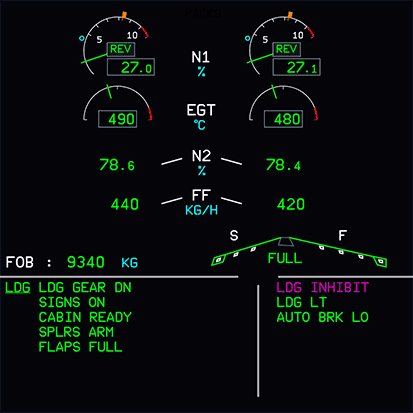 5 10 5 10
REV REV
27.0 N1 27.1
%
490 EGT 480
°C
78.6 N2 78.4
%
440 FF 420
KG/H
S F
FULL
FOB : 9340 KG
LDG LDG GEAR DN LDG INHIBIT
SIGNS ON LDG LT
CABIN READY AUTO BRK LO
SPLRS ARM
FLAPS FULL